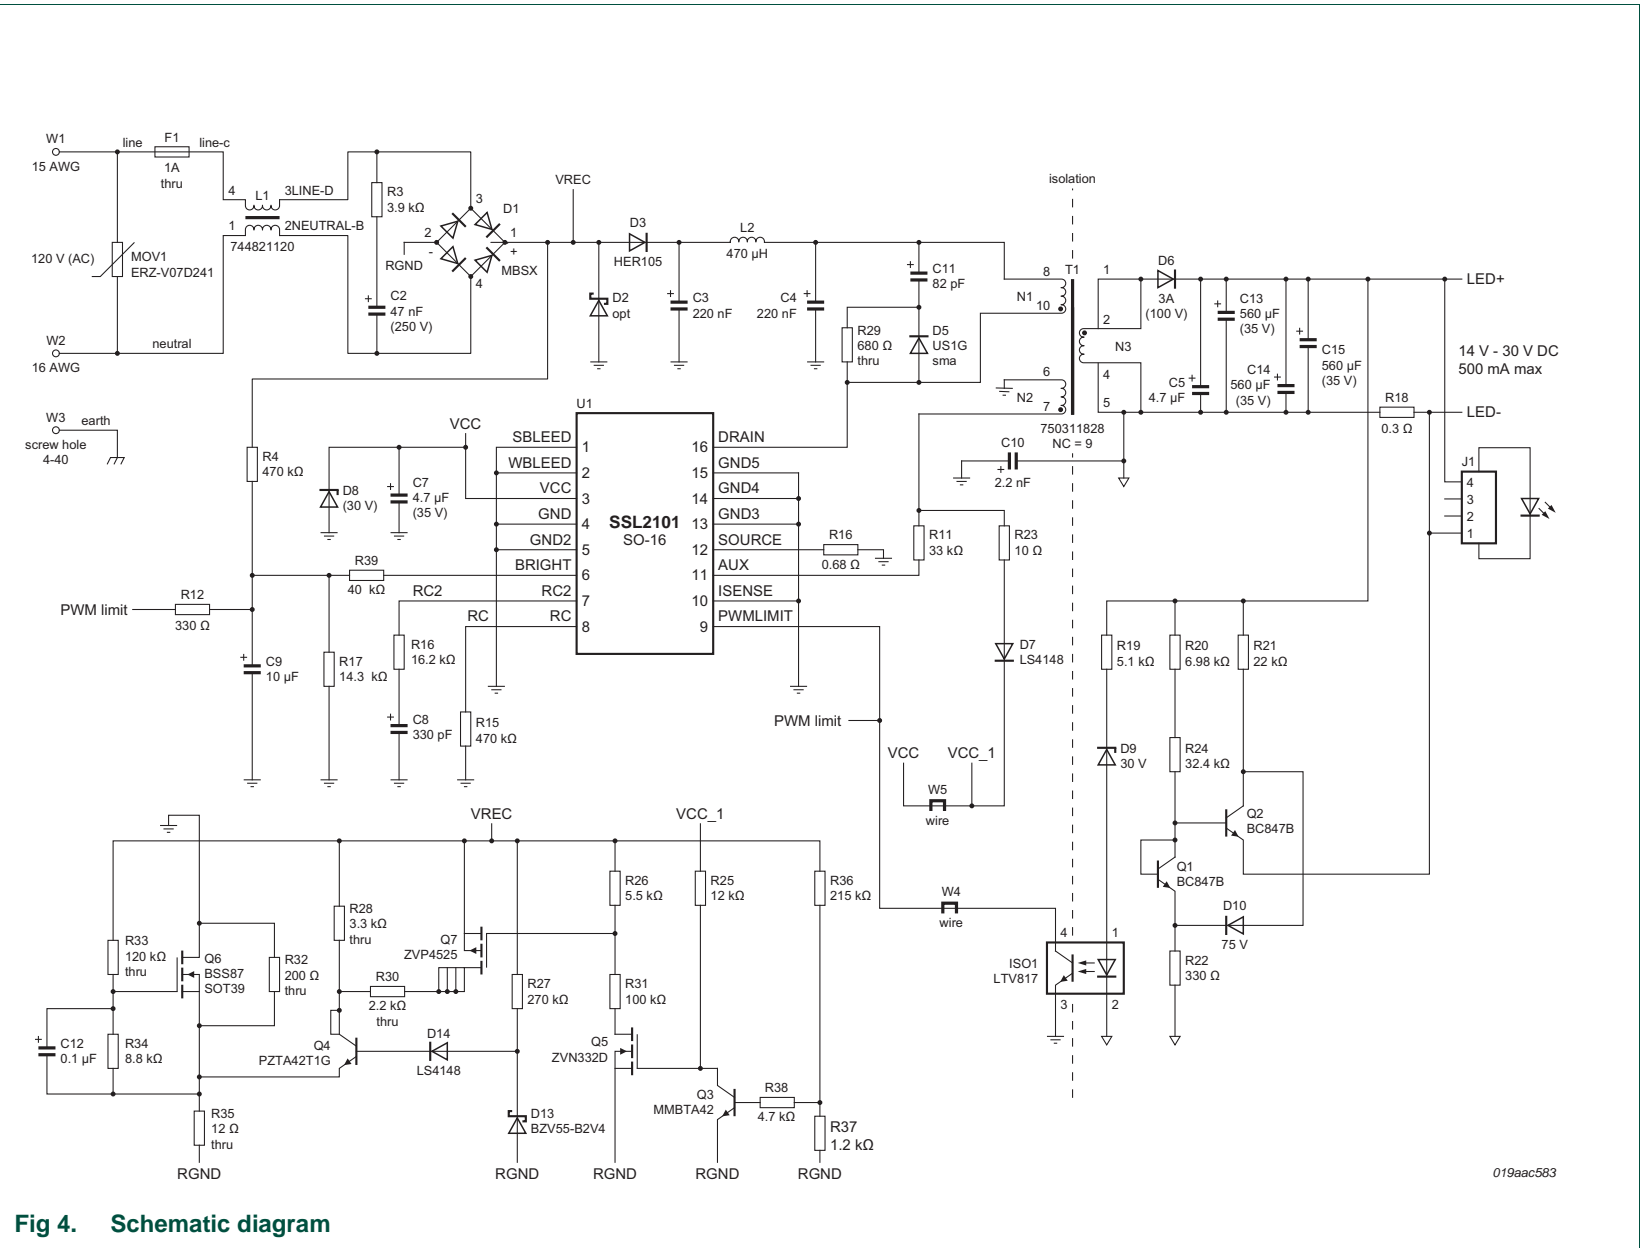 W1
15 AWG
line
F1
1A
thru
line-c
4
L1
3LINE-D
1
2NEUTRAL-B
744821120
120 V (AC)
MOV1
ERZ-V07D241
W2
16 AWG
neutral
W3
earth
screw hole
4-40
R3
3.9 kΩ
+
C2
47 nF
(250 V)
3
D1
2
-
1
+
MBSX
4
RGND
VREC
D3
HER105
D2
opt
+
C3
220 nF
L2
470 µH
C4
220 nF
+
+
C11
82 pF
R29
680 Ω
thru
D5
US1G
sma
isolation
8
T1
N1
10
6
N2
7
750311828
NC = 9
1
2
N3
4
5
D6
3A
(100 V)
C5
4.7 µF
+
+
C13
560 µF
(35 V)
C14
560 µF
(35 V)
+
+
C15
560 µF
(35 V)
LED+
14 V - 30 V DC
500 mA max
R18
0.3 Ω
LED-
J1
4
3
2
1
C10
+
2.2 nF
R4
470 kΩ
VCC
D8
(30 V)
+
C7
4.7 µF
(35 V)
U1
SBLEED
1
WBLEED
2
VCC
3
GND
4
GND2
5
BRIGHT
6
RC2
RC2
7
RC
RC
8
SSL2101
SO-16
16
DRAIN
15
GND5
14
GND4
13
GND3
12
SOURCE
11
AUX
10
ISENSE
9
PWMLIMIT
R16
0.68 Ω
R11
33 kΩ
R23
10 Ω
D7
LS4148
PWM limit
R12
330 Ω
R39
40 kΩ
+
C9
10 µF
R17
14.3 kΩ
R16
16.2 kΩ
+
C8
330 pF
R15
470 kΩ
PWM limit
VCC
VCC_1
W5
wire
R19
5.1 kΩ
R20
6.98 kΩ
R21
22 kΩ
D9
30 V
R24
32.4 kΩ
Q2
BC847B
Q1
BC847B
D10
75 V
R22
330 Ω
W4
wire
4
1
ISO1
LTV817
3
2
VREC
VCC_1
R33
120 kΩ
thru
Q6
BSS87
SOT39
R32
200 Ω
thru
+
C12
0.1 µF
R34
8.8 kΩ
R35
12 Ω
thru
RGND
R28
3.3 kΩ
thru
Q7
ZVP4525
R30
2.2 kΩ
thru
Q4
PZTA42T1G
D14
LS4148
R27
270 kΩ
D13
BZV55-B2V4
RGND
R26
5.5 kΩ
R31
100 kΩ
Q5
ZVN332D
RGND
R25
12 kΩ
Q3
MMBTA42
RGND
R36
215 kΩ
R38
4.7 kΩ
R37
1.2 kΩ
RGND
019aac583
Fig 4. Schematic diagram